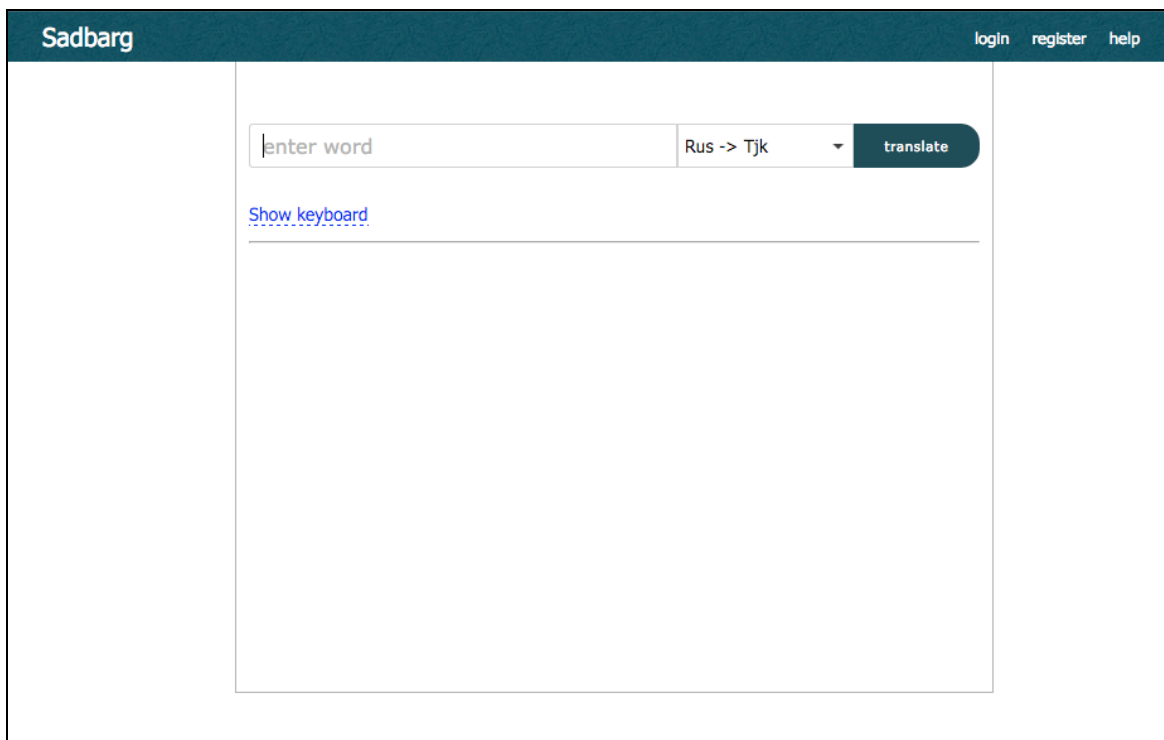 Sadbarg login register help
enter word Rus -> Tjk translate
Show keyboard